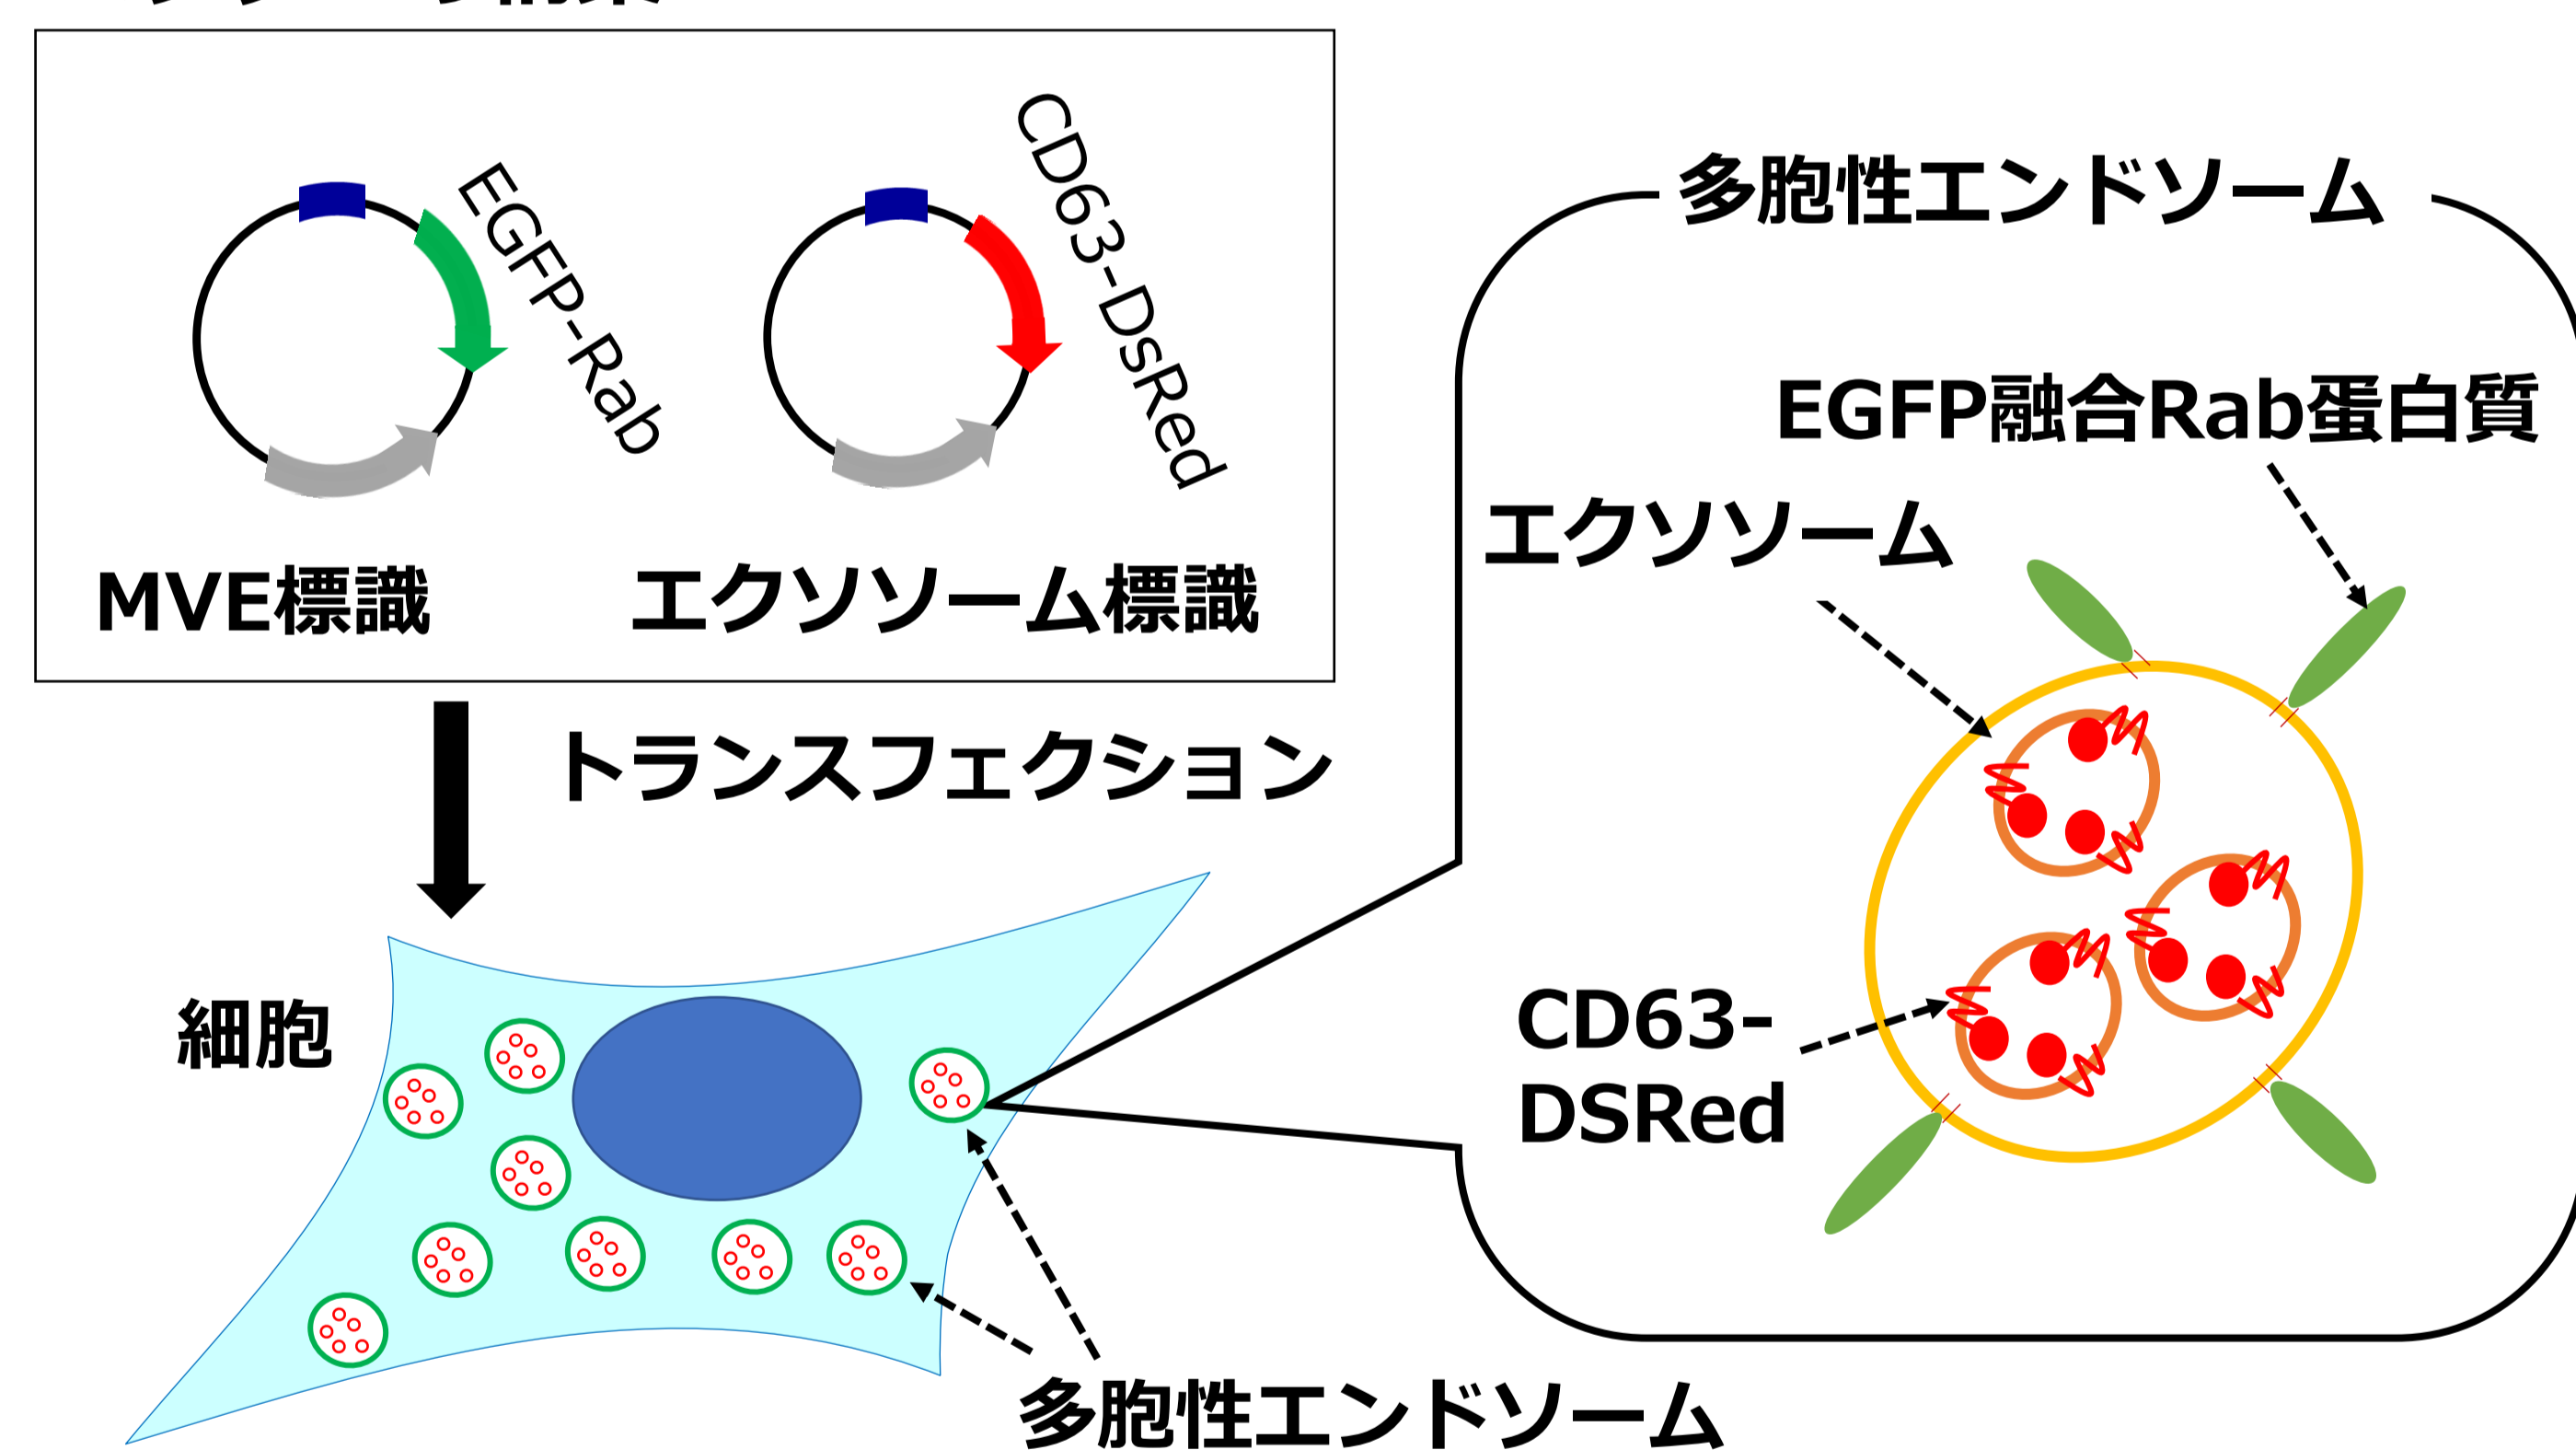 EGFP-Rab
CD63-DsRed
MVE標識
エクソソーム標識
トランスフェクション
細胞
多胞性エンドソーム
多胞性エンドソーム
EGFP融合Rab蛋白質
エクソソーム
CD63-
DSRed